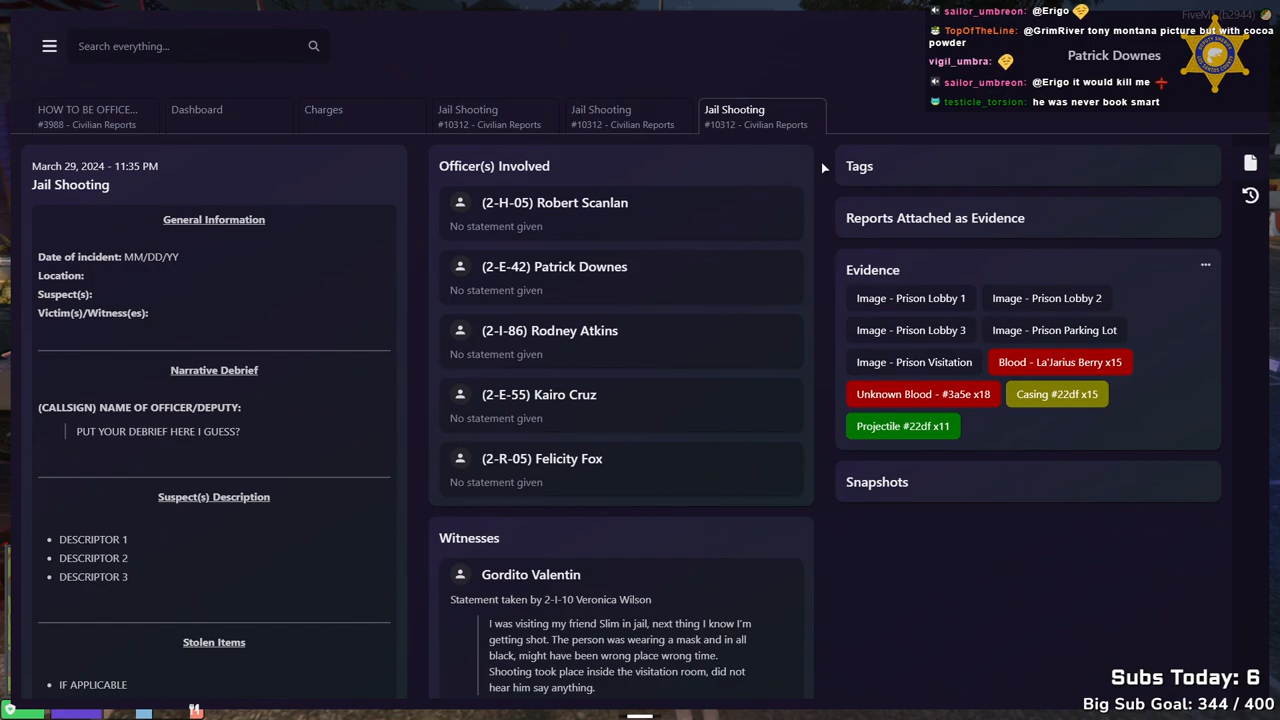 sailor_umbreon: @Erigo
TopOfTheLine: @GrimRiver tony montana picture but with cocoa
powder
vigil_umbra:
sailor_umbreon: @Erigo it would kill me
testicle_torsion: he was never book smart
FiveM® (b2944)
Search everything...
Patrick Downes
HOW TO BE OFFICE...
#3988 - Civilian Reports
Dashboard
Charges
Jail Shooting
#10312 - Civilian Reports
Jail Shooting
#10312 - Civilian Reports
Jail Shooting
#10312 - Civilian Reports
March 29, 2024 - 11:35 PM
Jail Shooting
General Information
Date of incident: MM/DD/YY
Location:
Suspect(s):
Victim(s)/Witness(es):
Narrative Debrief
(CALLSIGN) NAME OF OFFICER/DEPUTY:
PUT YOUR DEBRIEF HERE I GUESS?
Suspect(s) Description
DESCRIPTOR 1
DESCRIPTOR 2
DESCRIPTOR 3
Stolen Items
IF APPLICABLE
Officer(s) Involved
(2-H-05) Robert Scanlan
No statement given
(2-E-42) Patrick Downes
No statement given
(2-I-86) Rodney Atkins
No statement given
(2-E-55) Kairo Cruz
No statement given
(2-R-05) Felicity Fox
No statement given
Witnesses
Gordito Valentin
Statement taken by 2-I-10 Veronica Wilson
I was visiting my friend Slim in jail, next thing I know I'm
getting shot. The person was wearing a mask and in all
black, might have been wrong place wrong time.
Shooting took place inside the visitation room, did not
hear him say anything.
Tags
Reports Attached as Evidence
Evidence
Image - Prison Lobby 1
Image - Prison Lobby 2
Image - Prison Lobby 3
Image - Prison Parking Lot
Image - Prison Visitation
Blood - La'Jarius Berry x15
Unknown Blood - #3a5e x18
Casing #22df x15
Projectile #22df x11
Snapshots
Subs Today: 6
Big Sub Goal: 344 / 400